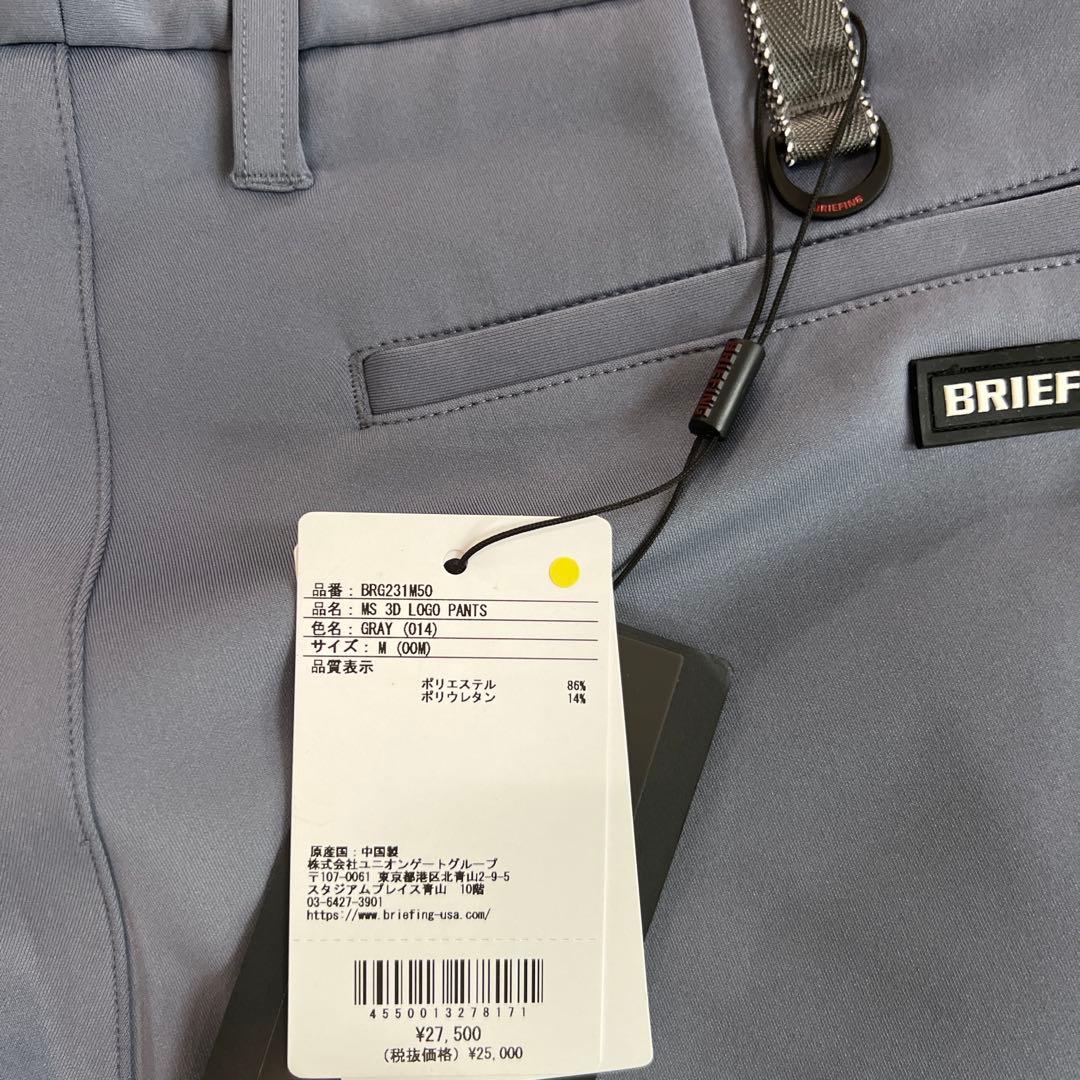 BRIEFING
BRIEFING
BRIEF
品番：BRG231M50
品名：MS 3D LOGO PANTS
色名：GRAY (014)
サイズ：M (00M)
品質表示
ポリエステル 86%
ポリウレタン 14%
原産国：中国製
株式会社ユニオンゲートグループ
〒107-0061 東京都港区北青山2-9-5
スタジアムプレイス青山 10階
03-6427-3901
https://www.briefing-usa.com/
4550013278171
¥27,500
(税抜価格) ¥25,000